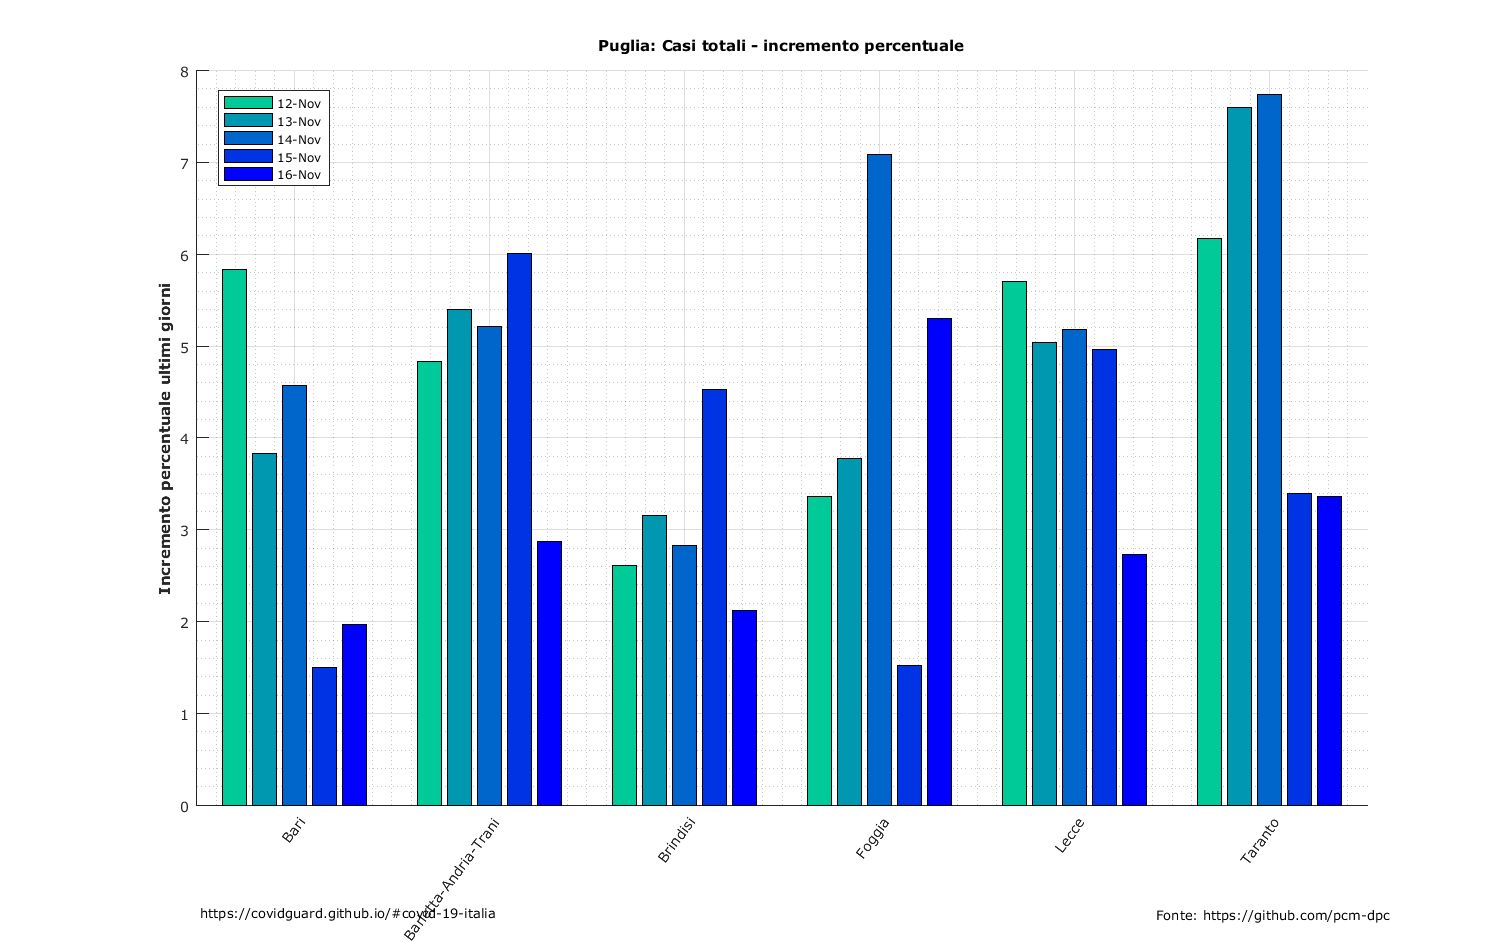 Puglia: Casi totali - incremento percentuale
8
7
6
5
4
3
2
1
0
Incremento percentuale ultimi giorni
12-Nov
13-Nov
14-Nov
15-Nov
16-Nov
Bari
Barletta-Andria-Trani
Brindisi
Foggia
Lecce
Taranto
https://covidguard.github.io/#covid-19-italia
Fonte: https://github.com/pcm-dpc